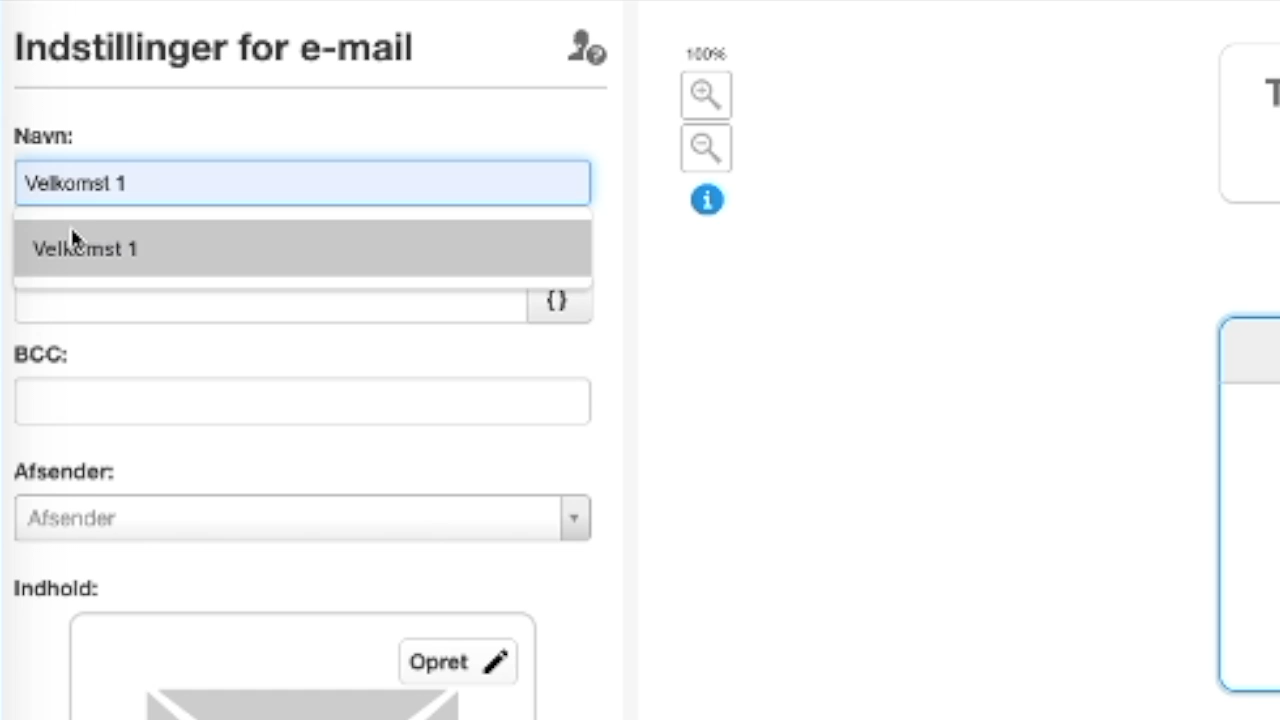 Indstillinger for e-mail
Navn:
Velkomst 1
Velkomst 1
{}
BCC:
Afsender:
Afsender
Indhold:
Opret
100%
T